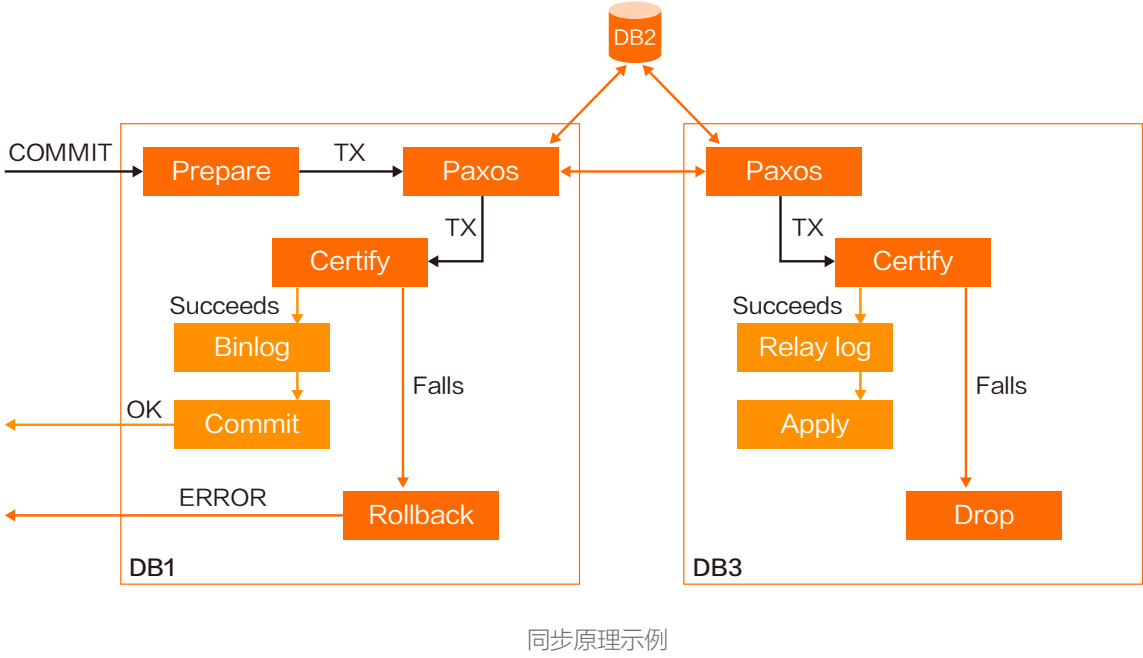 DB2
COMMIT
Prepare
TX
Paxos
TX
Certify
Succeeds
Binlog
Falls
OK
Commit
ERROR
Rollback
DB1
Paxos
TX
Certify
Succeeds
Relay log
Falls
Apply
Drop
DB3
同步原理示例